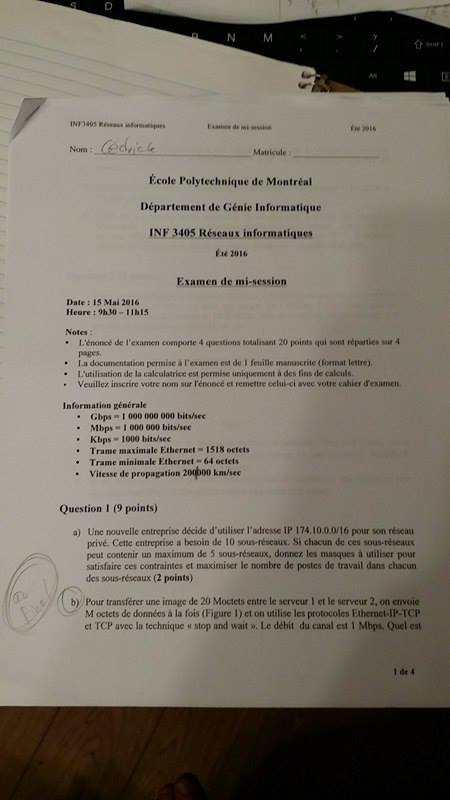 S D
N M < > ? /
Shift
Alt
INF3405 Réseaux informatiques Examen de mi-session Été 2016
Nom : Cédrick Matricule :
École Polytechnique de Montréal
Département de Génie Informatique
INF 3405 Réseaux informatiques
Été 2016
Examen de mi-session
Date : 15 Mai 2016
Heure : 9h30 – 11h15
Notes :
• L'énoncé de l'examen comporte 4 questions totalisant 20 points qui sont réparties sur 4
pages.
• La documentation permise à l'examen est de 1 feuille manuscrite (format lettre).
• L'utilisation de la calculatrice est permise uniquement à des fins de calculs.
• Veuillez inscrire votre nom sur l'énoncé et remettre celui-ci avec votre cahier d'examen.
Information générale
• Gbps = 1 000 000 000 bits/sec
• Mbps = 1 000 000 bits/sec
• Kbps = 1000 bits/sec
• Trame maximale Ethernet = 1518 octets
• Trame minimale Ethernet = 64 octets
• Vitesse de propagation 200000 km/sec
Question 1 (9 points)
a) Une nouvelle entreprise décide d'utiliser l'adresse IP 174.10.0.0/16 pour son réseau
privé. Cette entreprise a besoin de 10 sous-réseaux. Si chacun de ces sous-réseaux
peut contenir un maximum de 5 sous-réseaux, donnez les masques à utiliser pour
satisfaire ces contraintes et maximiser le nombre de postes de travail dans chacun
des sous-réseaux (2 points)
b) Pour transférer une image de 20 Moctets entre le serveur 1 et le serveur 2, on envoie
M octets de données à la fois (Figure 1) et on utilise les protocoles Ethernet-IP-TCP
et TCP avec la technique « stop and wait ». Le débit du canal est 1 Mbps. Quel est
1 de 4